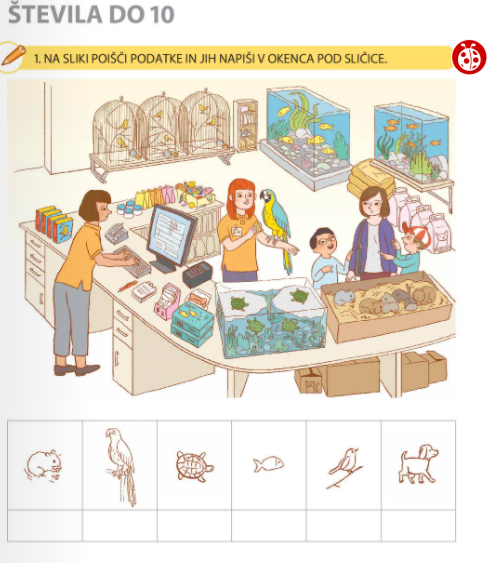 ŠTEVILA DO 10
1. NA SLIKI POIŠČI PODATKE IN JIH NAPIŠI V OKENCA POD SLIČICE.